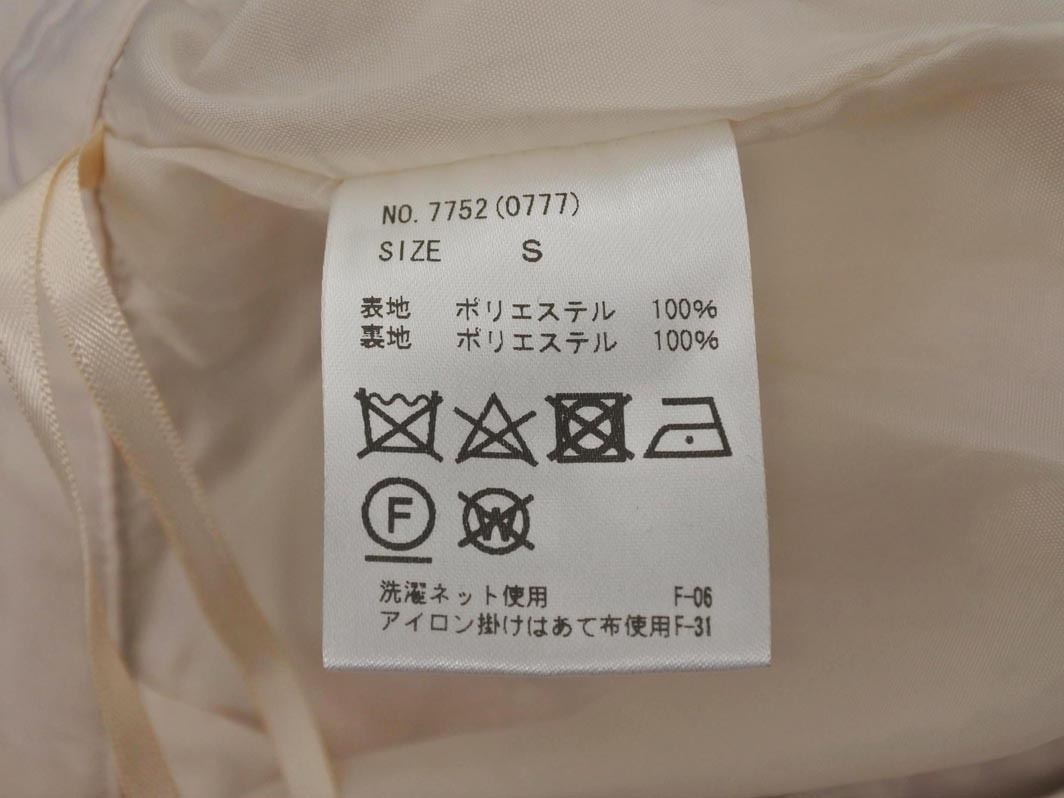 NO. 7752(0777)
SIZE S
表地 ポリエステル 100%
裏地 ポリエステル 100%
F
W
洗濯ネット使用 F-06
アイロン掛けはあて布使用F-31